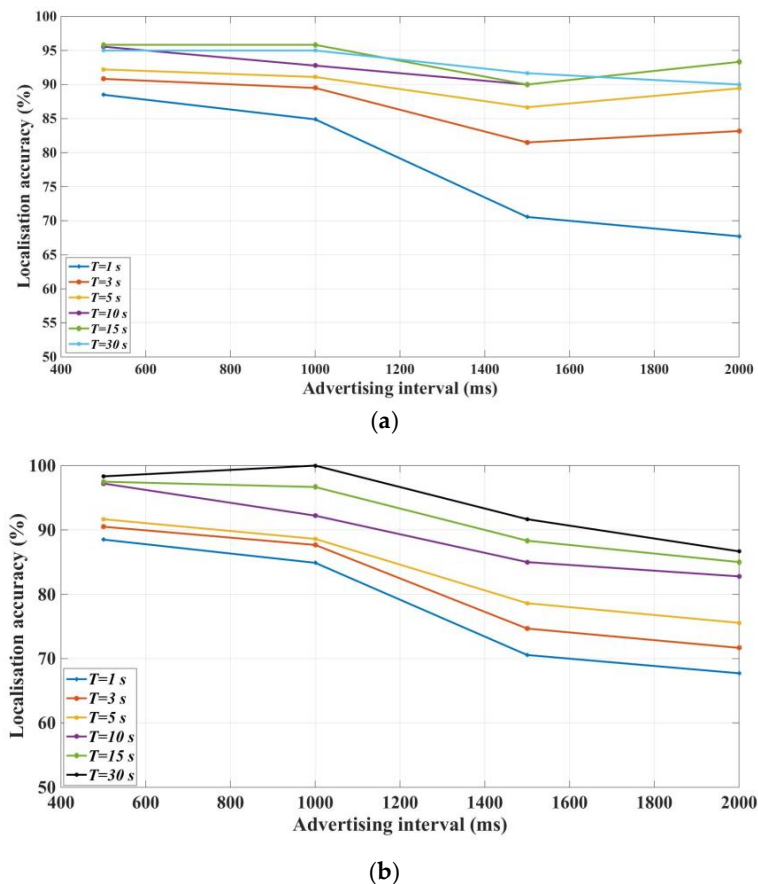 100
95
90
85
80
75
70
65
60
55
50
Localisation accuracy (%)
T=1 s
T=3 s
T=5 s
T=10 s
T=15 s
T=30 s
400 600 800 1000 1200 1400 1600 1800 2000
Advertising interval (ms)
(a)
100
90
80
70
60
50
Localisation accuracy (%)
T=1 s
T=3 s
T=5 s
T=10 s
T=15 s
T=30 s
400 600 800 1000 1200 1400 1600 1800 2000
Advertising interval (ms)
(b)